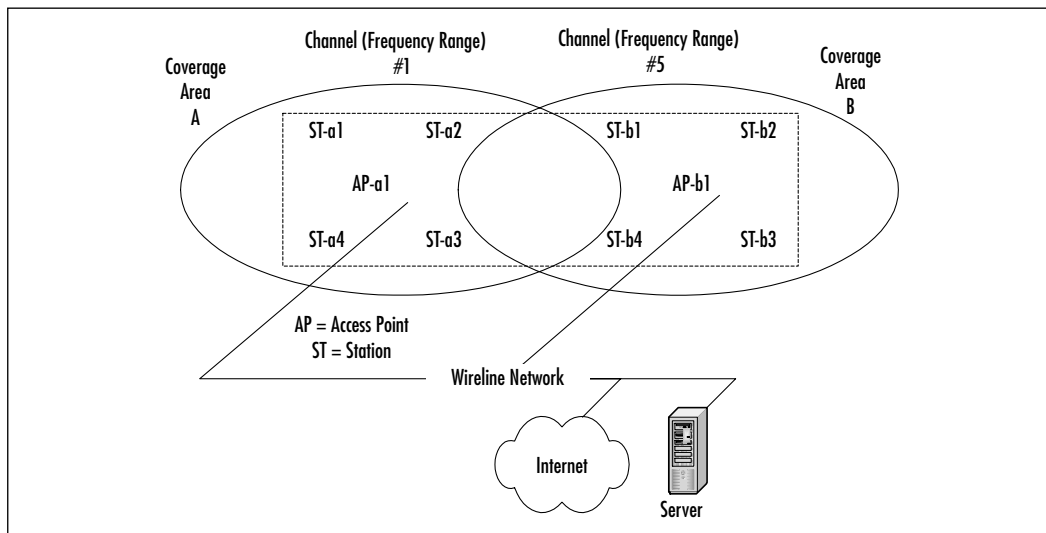 Channel (Frequency Range)
#1
Channel (Frequency Range)
#5
Coverage
Area
A
Coverage
Area
B
ST-a1
ST-a2
ST-b1
ST-b2
AP-a1
AP-b1
ST-a4
ST-a3
ST-b4
ST-b3
AP = Access Point
ST = Station
Wireline Network
Internet
Server